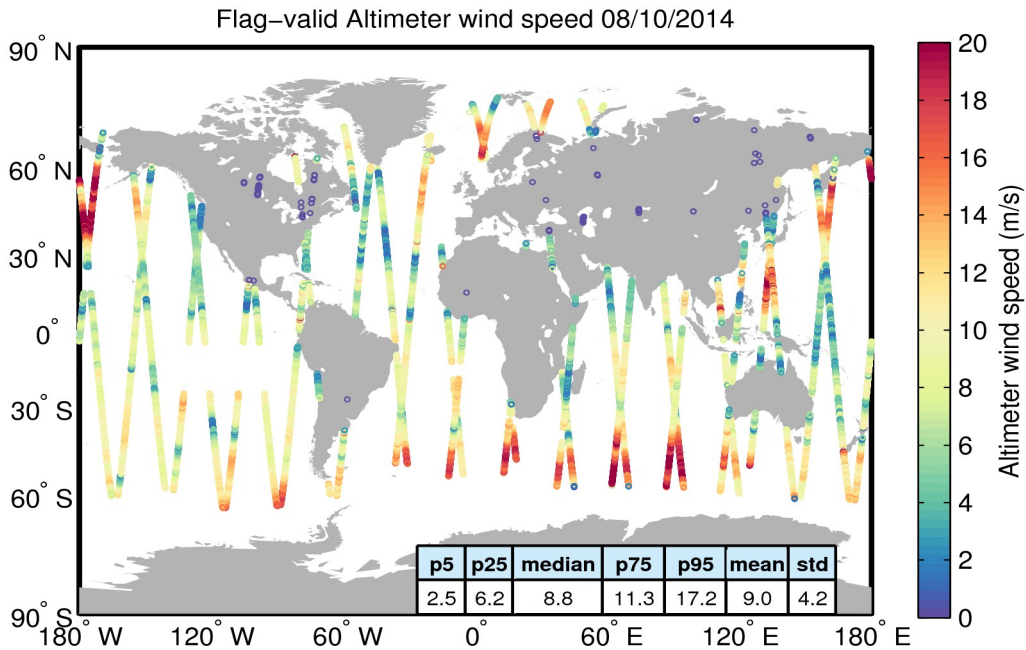 Flag−valid Altimeter wind speed 08/10/2014
90° N
60° N
30° N
0°
30° S
60° S
90° S
180° W
120° W
60° W
0°
60° E
120° E
180° E
p5 p25 median p75 p95 mean std
2.5 6.2 8.8 11.3 17.2 9.0 4.2
20
18
16
14
12
10
8
6
4
2
0
Altimeter wind speed (m/s)